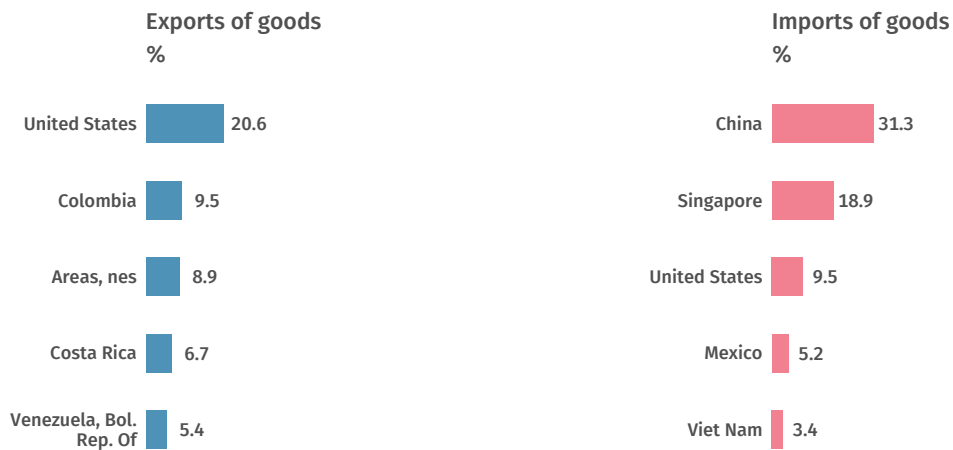 Exports of goods
%
United States 20.6
Colombia 9.5
Areas, nes 8.9
Costa Rica 6.7
Venezuela, Bol.
Rep. Of 5.4
Imports of goods
%
China 31.3
Singapore 18.9
United States 9.5
Mexico 5.2
Viet Nam 3.4